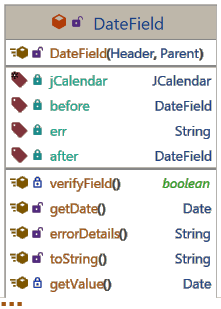 DateField
DateField(Header, Parent)
jCalendar JCalendar
before DateField
err String
after DateField
verifyField() boolean
getDate() Date
errorDetails() String
toString() String
getValue() Date